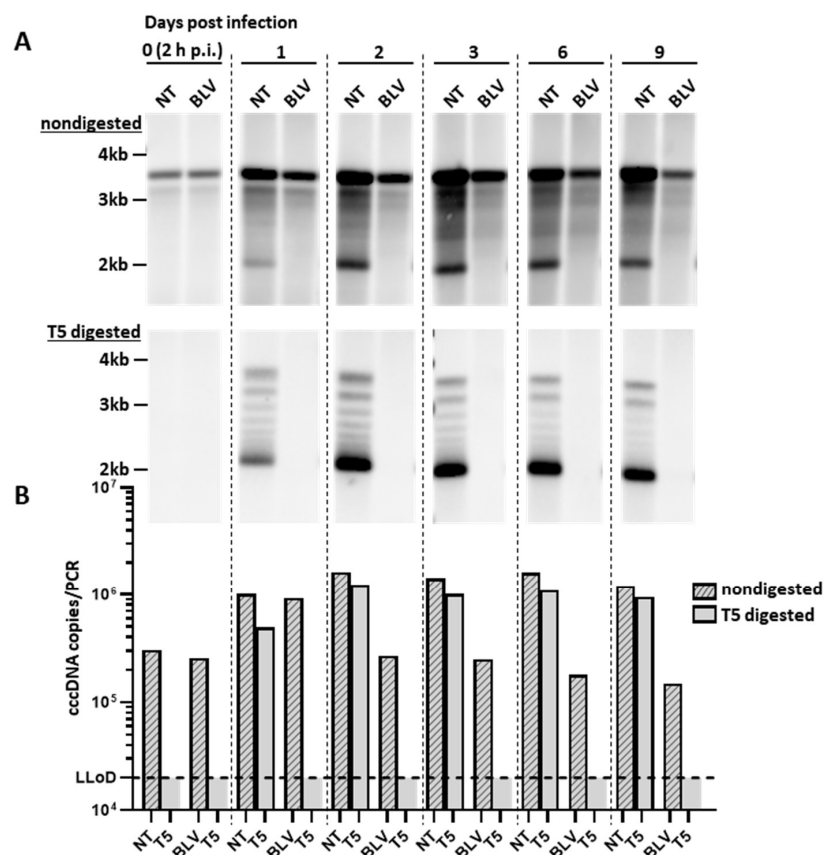 Days post infection
A
0 (2 h p.i.) 1 2 3 6 9
NT BLV NT BLV NT BLV NT BLV NT BLV NT BLV
nondigested
4kb
3kb
2kb
T5 digested
4kb
3kb
2kb
B
10⁷
10⁶
10⁵
LLoD
10⁴
cccDNA copies/PCR
nondigested
T5 digested
NT T5 BLV T5 NT T5 BLV T5 NT T5 BLV T5 NT T5 BLV T5 NT T5 BLV T5 NT T5 BLV T5